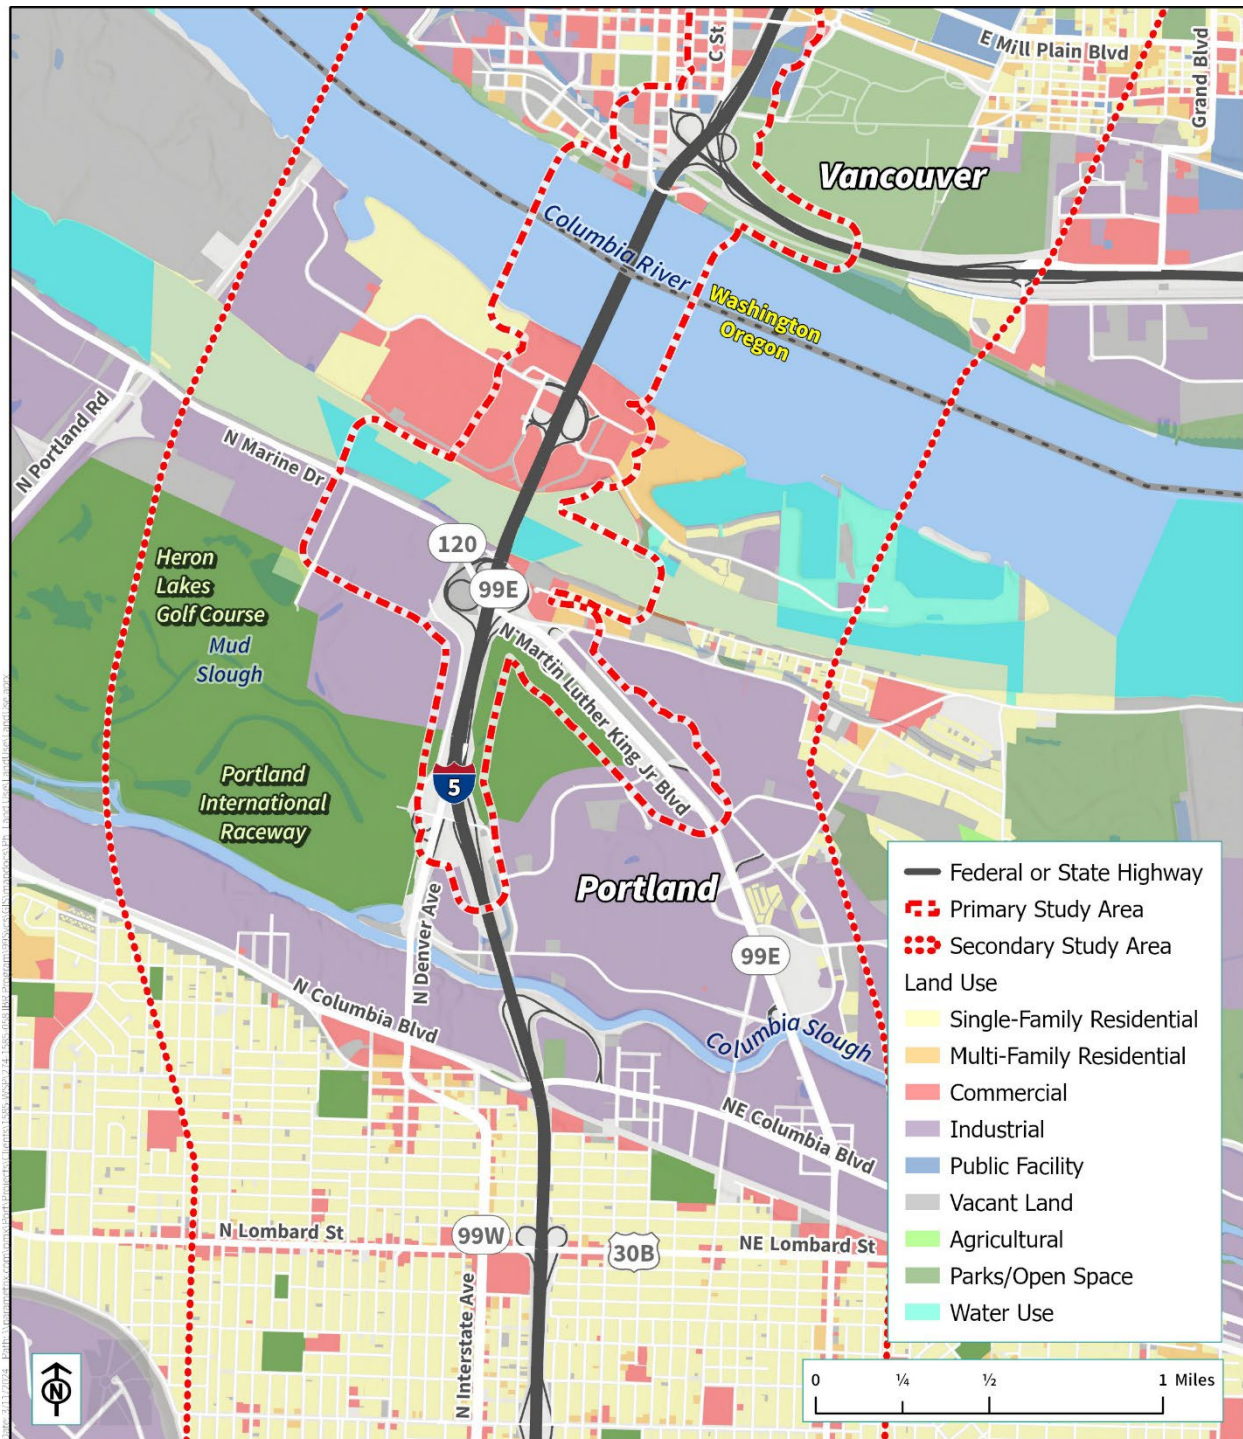 C St
E Mill Plain Blvd
Grand Blvd
Vancouver
Columbia River
Washington
Oregon
N Portland Rd
N Marine Dr
120
99E
Heron
Lakes
Golf Course
Mud
Slough
N Martin Luther King Jr Blvd
Portland
International
Raceway
5
Portland
N Denver Ave
99E
N Columbia Blvd
Columbia Slough
NE Columbia Blvd
N Lombard St
99W
30B
NE Lombard St
N Interstate Ave
Federal or State Highway
Primary Study Area
Secondary Study Area
Land Use
Single-Family Residential
Multi-Family Residential
Commercial
Industrial
Public Facility
Vacant Land
Agricultural
Parks/Open Space
Water Use
N
0 ¼ ½ 1 Miles